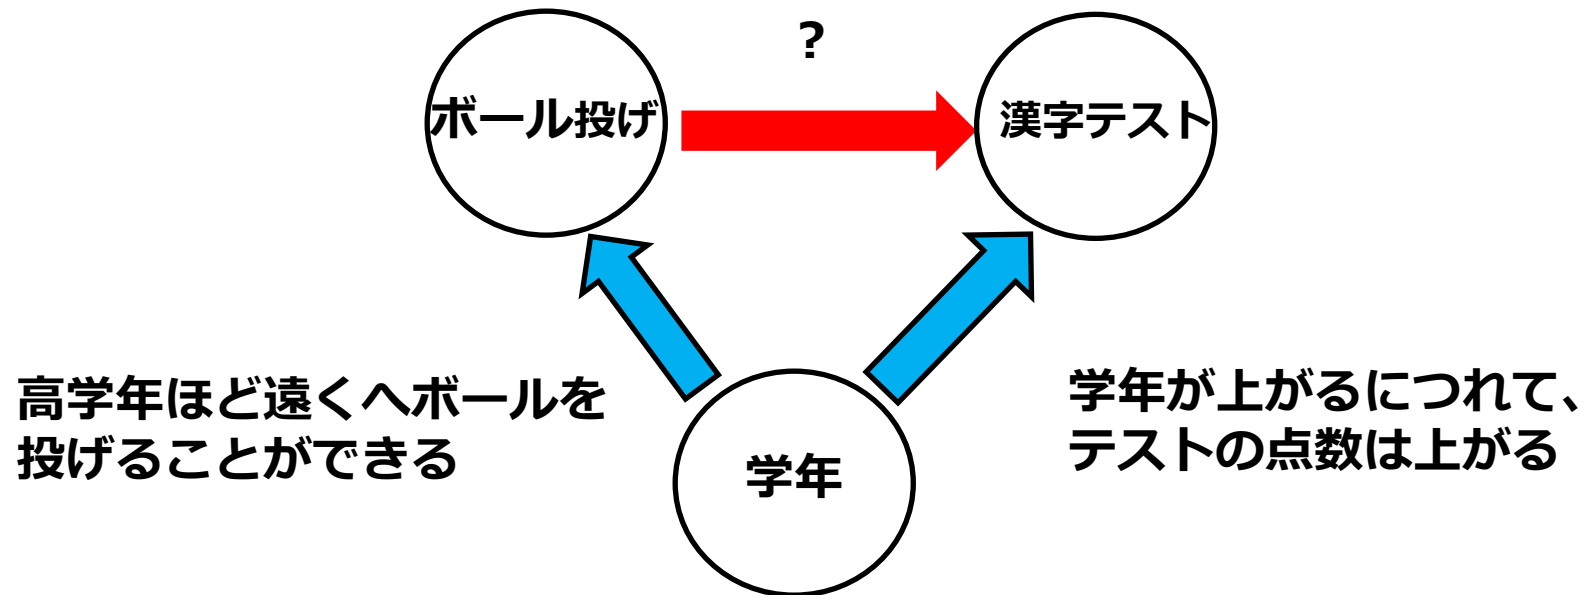 ?
ボール投げ
漢字テスト
高学年ほど遠くへボールを
投げることができる
学年が上がるにつれて、
テストの点数は上がる
学年